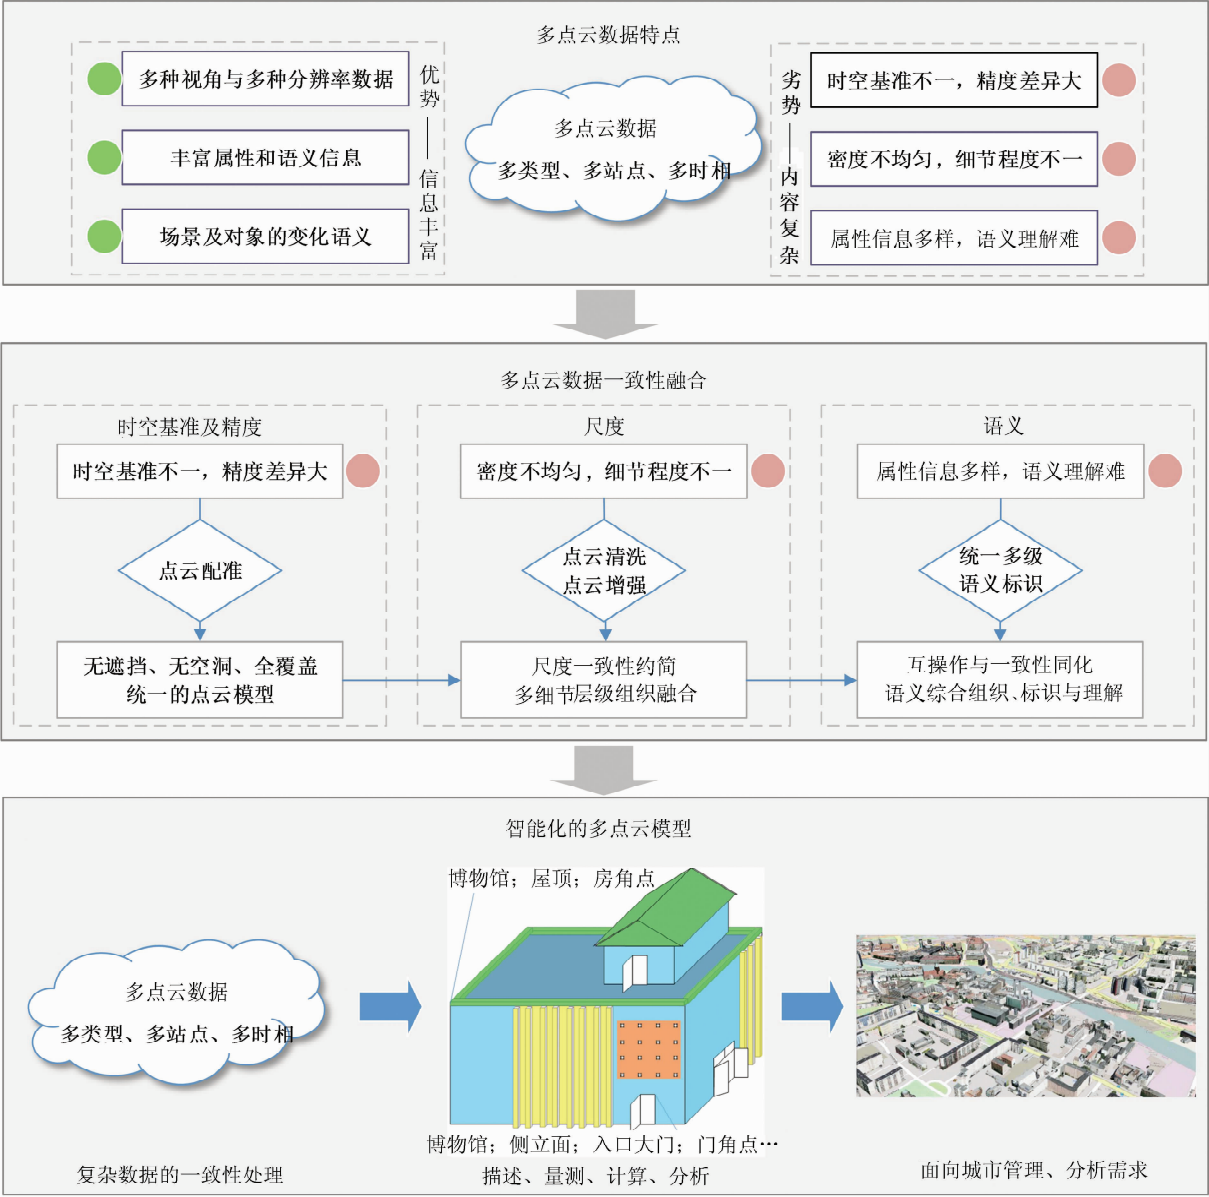 多点云数据特点
多种视角与多种分辨率数据
丰富属性和语义信息
场景及对象的变化语义
优势——信息丰富
多点云数据
多类型、多站点、多时相
劣势——内容复杂
时空基准不一，精度差异大
密度不均匀，细节程度不一
属性信息多样，语义理解难
多点云数据一致性融合
时空基准及精度
时空基准不一，精度差异大
点云配准
无遮挡、无空洞、全覆盖
统一的点云模型
尺度
密度不均匀，细节程度不一
点云清洗
点云增强
尺度一致性约简
多细节层级组织融合
语义
属性信息多样，语义理解难
统一多级
语义标识
互操作与一致性同化
语义综合组织、标识与理解
智能化的多点云模型
多点云数据
多类型、多站点、多时相
复杂数据的一致性处理
博物馆；屋顶；房角点
博物馆；侧立面；入口大门；门角点…
描述、量测、计算、分析
面向城市管理、分析需求